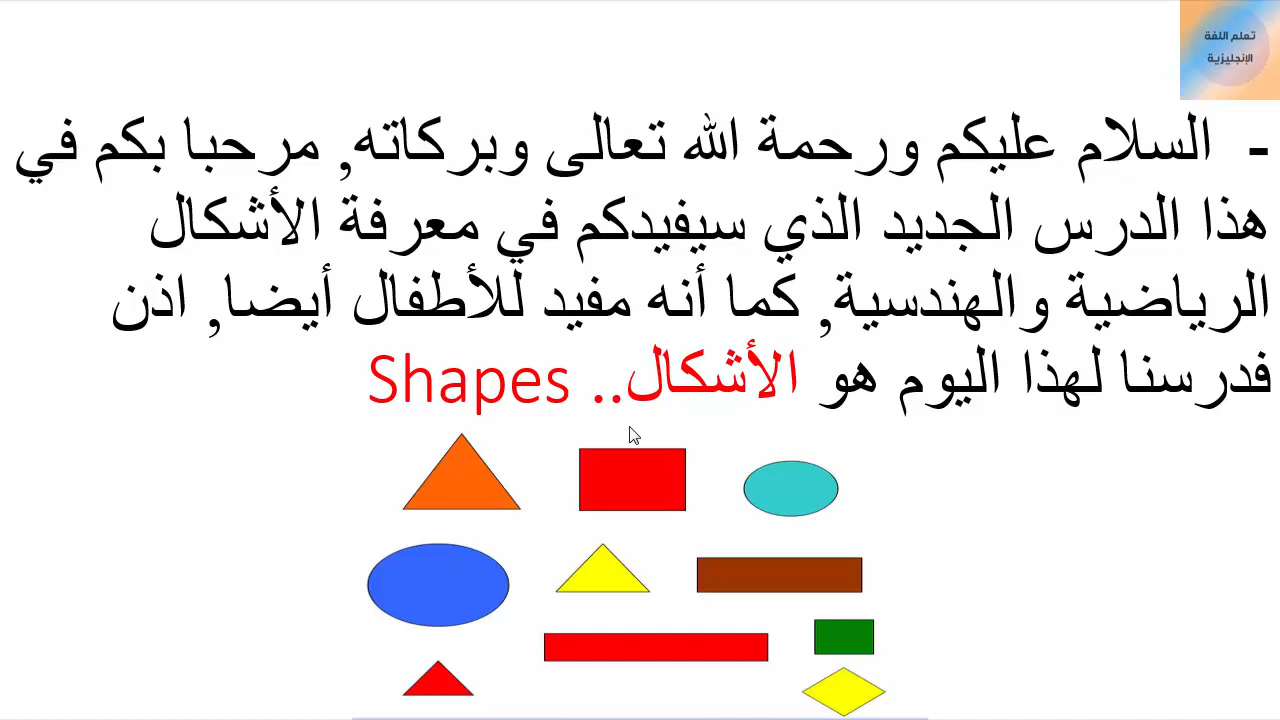 تعلم اللغة
الإنجليزية
- السلام عليكم ورحمة الله تعالى وبركاته, مرحبا بكم في
هذا الدرس الجديد الذي سيفيدكم في معرفة الأشكال
الرياضية والهندسية, كما أنه مفيد للأطفال أيضا, اذن
فدرسنا لهذا اليوم هو الأشكال.. Shapes